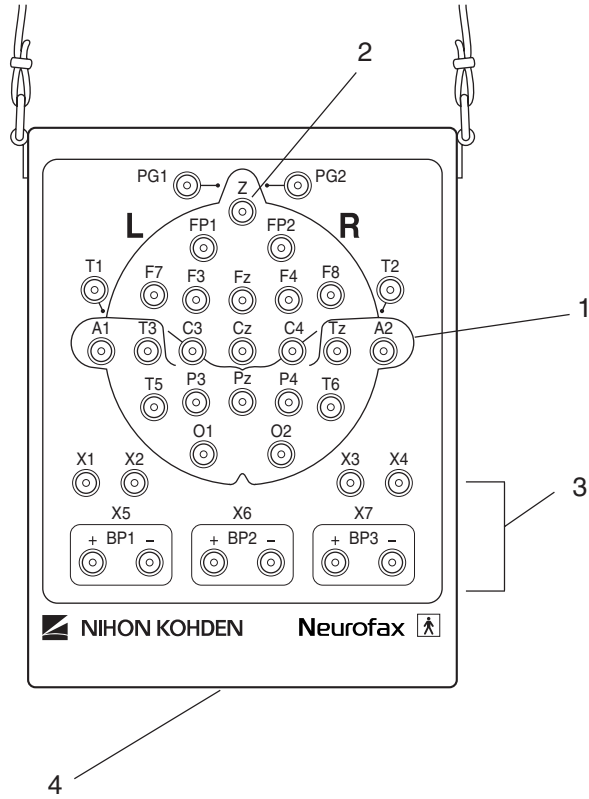 2
PG1 Z PG2
L R
FP1 FP2
T1 F7 F3 Fz F4 F8 T2
1
A1 T3 C3 Cz C4 Tz A2
T5 P3 Pz P4 T6
O1 O2
X1 X2 X3 X4
3
X5 X6 X7
+ BP1 − + BP2 − + BP3 −
NIHON KOHDEN Neurofax
4